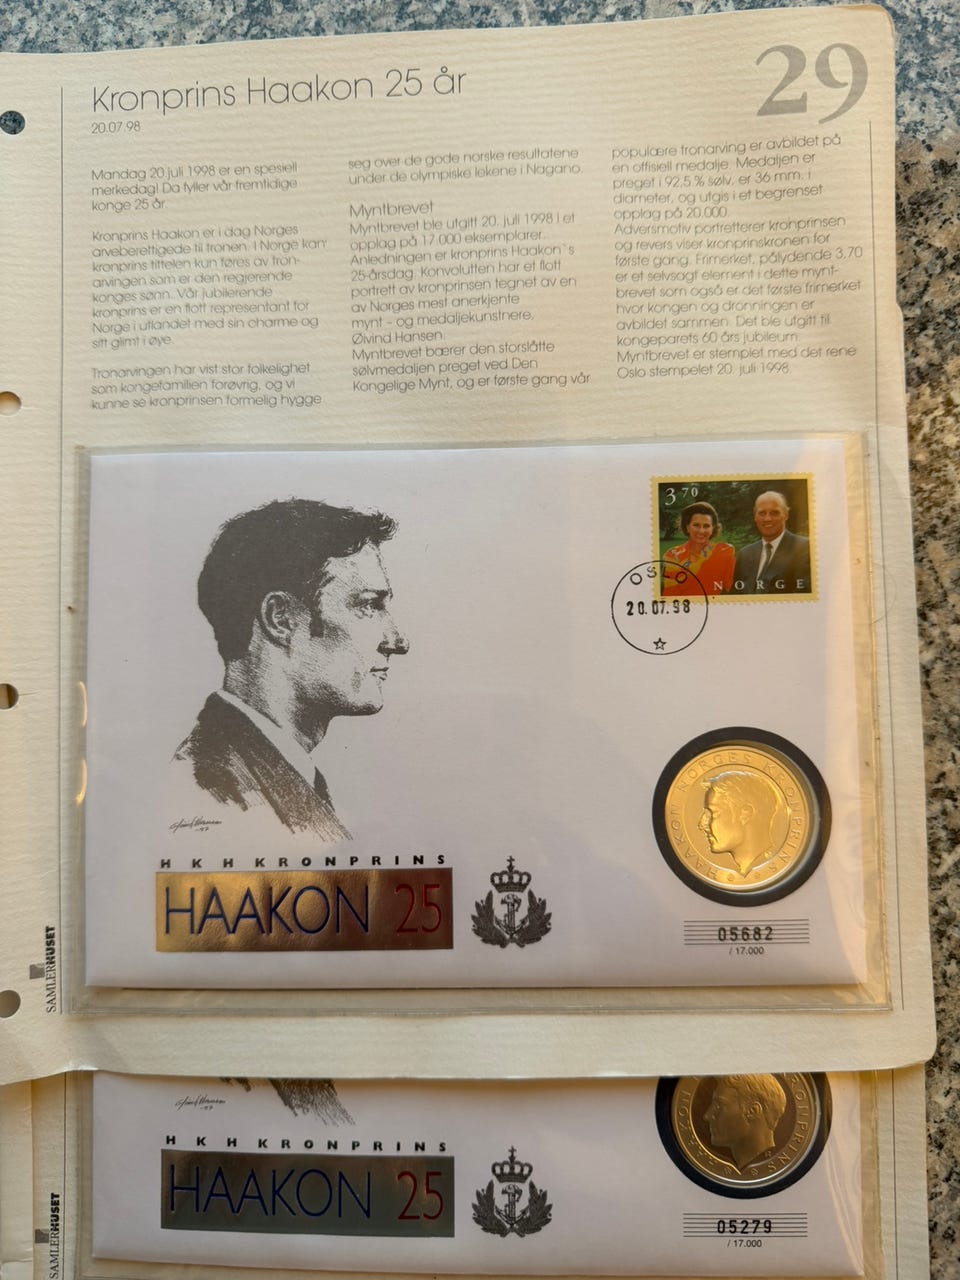 Kronprins Haakon 25 år
29
20.07.98
Mandag 20 juli 1998 er en spesiell
merkedag! Da fyller vår fremtidige
konge 25 år.
Kronprins Haakon er i dag Norges
arveberettigede til tronen. I Norge kan
kronprins tittelen kun føres av tron-
arvingen som er den regjerende
konges sønn. Vår jubilerende
kronprins er en flott representant for
Norge i utlandet med sin charme og
sitt glimt i øye.
Tronarvingen har vist stor folkelighet
som kongefamilien forøvrig, og vi
kunne se kronprinsen formelig hygge
seg over de gode norske resultatene
under de olympiske lekene i Nagano.
Myntbrevet
Myntbrevet ble utgitt 20. juli 1998 i et
opplag på 17.000 eksemplarer.
Anledningen er kronprins Haakon`s
25-årsdag. Konvolutten har et flott
portrett av kronprinsen tegnet av en
av Norges mest anerkjente
mynt - og medaljekunstnere,
Øivind Hansen.
Myntbrevet bærer den storslåtte
sølvmedaljen preget ved Den
Kongelige Mynt, og er første gang vår
populære tronarving er avbildet på
en offisiell medalje. Medaljen er
preget i 92,5 % sølv, er 36 mm. i
diameter, og utgis i et begrenset
opplag på 20.000.
Adversmotiv portretterer kronprinsen
og revers viser kronprinskronen for
første gang. Frimerket, pålydende 3,70
er et selvsagt element i dette mynt-
brevet som også er det første frimerket
hvor kongen og dronningen er
avbildet sammen. Det ble utgitt til
kongeparets 60 års jubileum.
Myntbrevet er stemplet med det rene
Oslo stempelet 20. juli 1998.
3 70
NORGE
OSLO
20.07.98
HAAKON NORGES KRONPRINS
-97
HKH KRONPRINS
HAAKON 25
05682
/ 17.000
SAMLERHUSET
-97
HAAKON KRONPRINS
HKH KRONPRINS
HAAKON 25
05279
/ 17.000
SAMLERHUSET